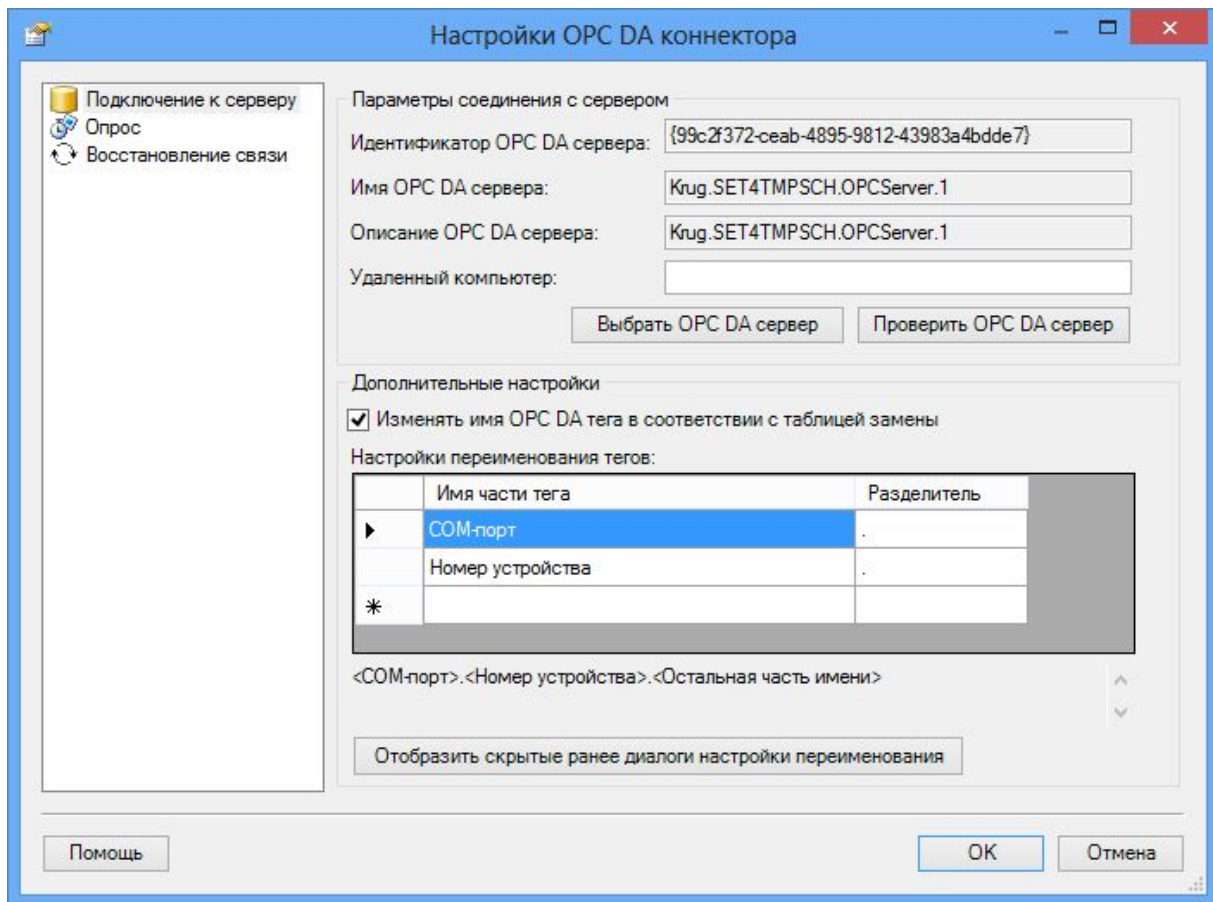 Настройки OPC DA коннектора
Подключение к серверу
Опрос
Восстановление связи
Параметры соединения с сервером
Идентификатор OPC DA сервера: {99c2f372-ceab-4895-9812-43983a4bdde7}
Имя OPC DA сервера: Krug.SET4TMPSCH.OPCServer.1
Описание OPC DA сервера: Krug.SET4TMPSCH.OPCServer.1
Удаленный компьютер:
Выбрать OPC DA сервер Проверить OPC DA сервер
Дополнительные настройки
Изменять имя OPC DA тега в соответствии с таблицей замены
Настройки переименования тегов:
Имя части тега Разделитель
COM-порт .
Номер устройства .
<COM-порт>.<Номер устройства>.<Остальная часть имени>
Отобразить скрытые ранее диалоги настройки переименования
Помощь OK Отмена